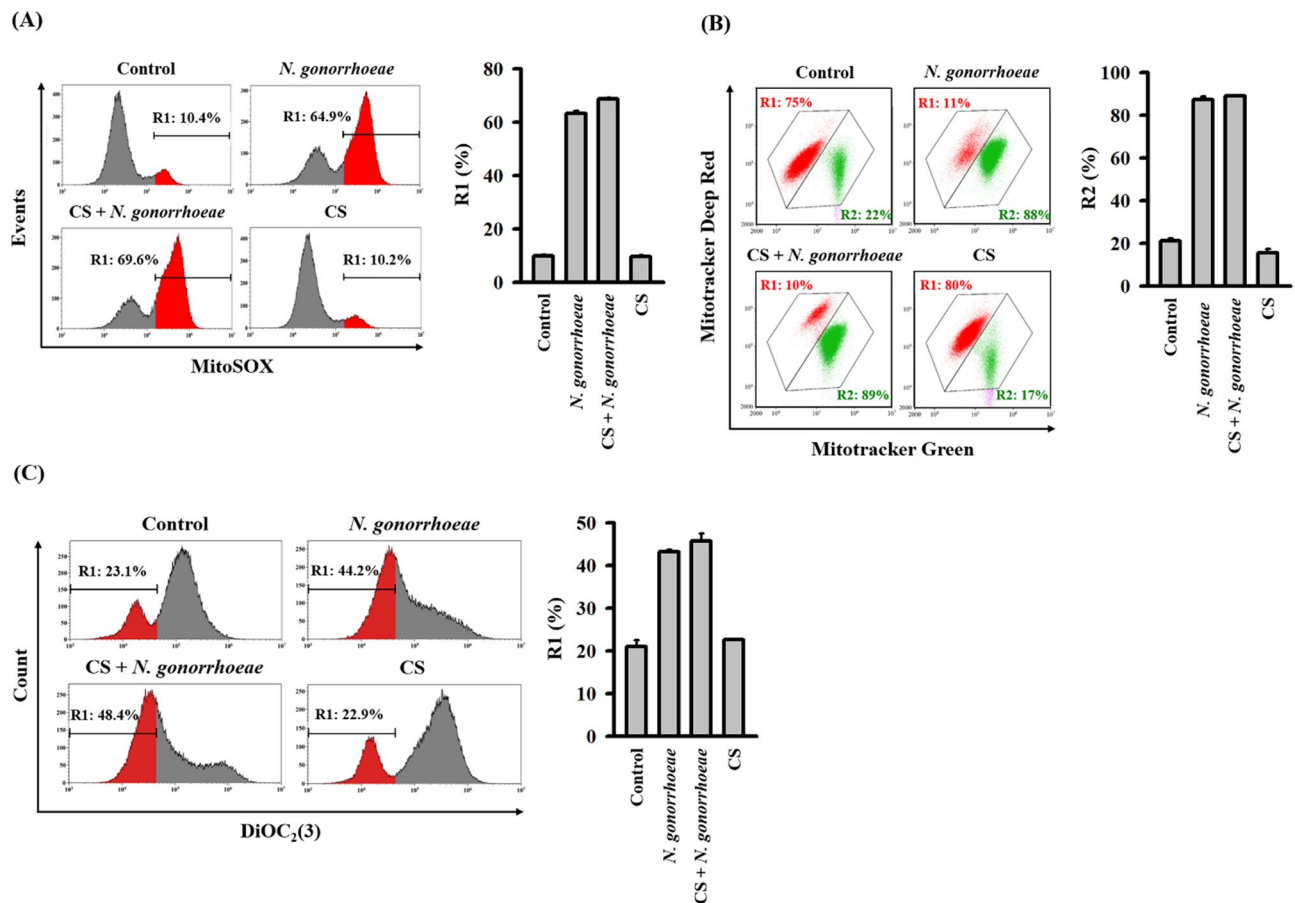 (A)
Control
N. gonorrhoeae
R1: 10.4%
R1: 64.9%
CS + N. gonorrhoeae
CS
R1: 69.6%
R1: 10.2%
Events
MitoSOX
80
60
40
20
0
R1 (%)
Control
N. gonorrhoeae
CS + N. gonorrhoeae
CS
(B)
Control
N. gonorrhoeae
R1: 75%
R1: 11%
R2: 22%
R2: 88%
CS + N. gonorrhoeae
CS
R1: 10%
R1: 80%
R2: 89%
R2: 17%
Mitotracker Deep Red
Mitotracker Green
100
80
60
40
20
0
R2 (%)
Control
N. gonorrhoeae
CS + N. gonorrhoeae
CS
(C)
Control
N. gonorrhoeae
R1: 23.1%
R1: 44.2%
CS + N. gonorrhoeae
CS
R1: 48.4%
R1: 22.9%
Count
DiOC₂(3)
50
40
30
20
10
0
R1 (%)
Control
N. gonorrhoeae
CS + N. gonorrhoeae
CS